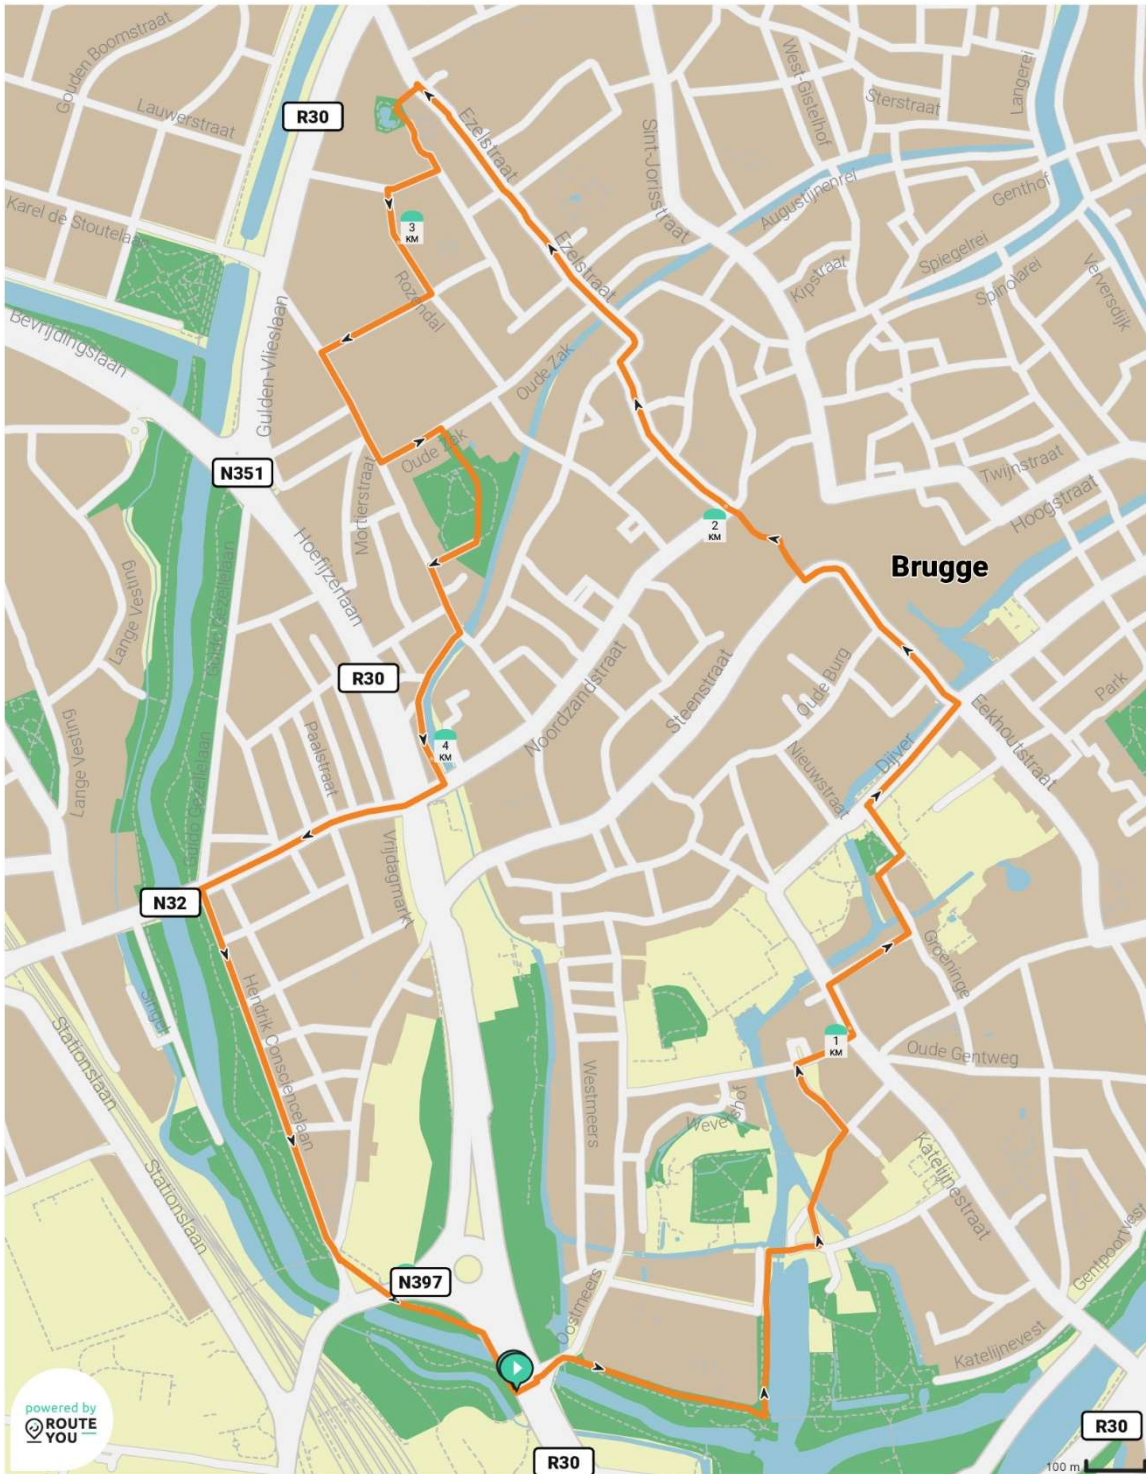 Gouden Boomstraat
Lauwerstraat
R30
Karel de Stoutelaan
Bevrijdingslaan
Gulden-Vlieslaan
Ezelstraat
Ezelstraat
Sint-Jorisstraat
West-Gistelhof
Sterstraat
Langerei
Augustijnenrei
Genthof
Spiegelrei
Spinolarei
Verversdijk
Kipstraat
3
KM
Rozendal
Oude Zak
Oude Zak
N351
Mortierstraat
Hoefijzerlaan
Twijnstraat
Hoogstraat
2
KM
Brugge
Lange Vesting
Guido Gezellelaan
R30
Noordzandstraat
Steenstraat
Oude Burg
Park
Eekhoutstraat
Lange Vesting
Paalstraat
4
KM
Nieuwstraat
Dijver
Guido Gezellelaan
Vrijdagmarkt
N32
Groeninge
Singel
Hendrik Consciencelaan
Stationslaan
1
KM
Oude Gentweg
Westmeers
Wevershof
Katelijnestraat
Stationslaan
Gentpoortvest
N397
Oostmeers
Katelijnevest
powered by
ROUTE
YOU
R30
R30
100 m